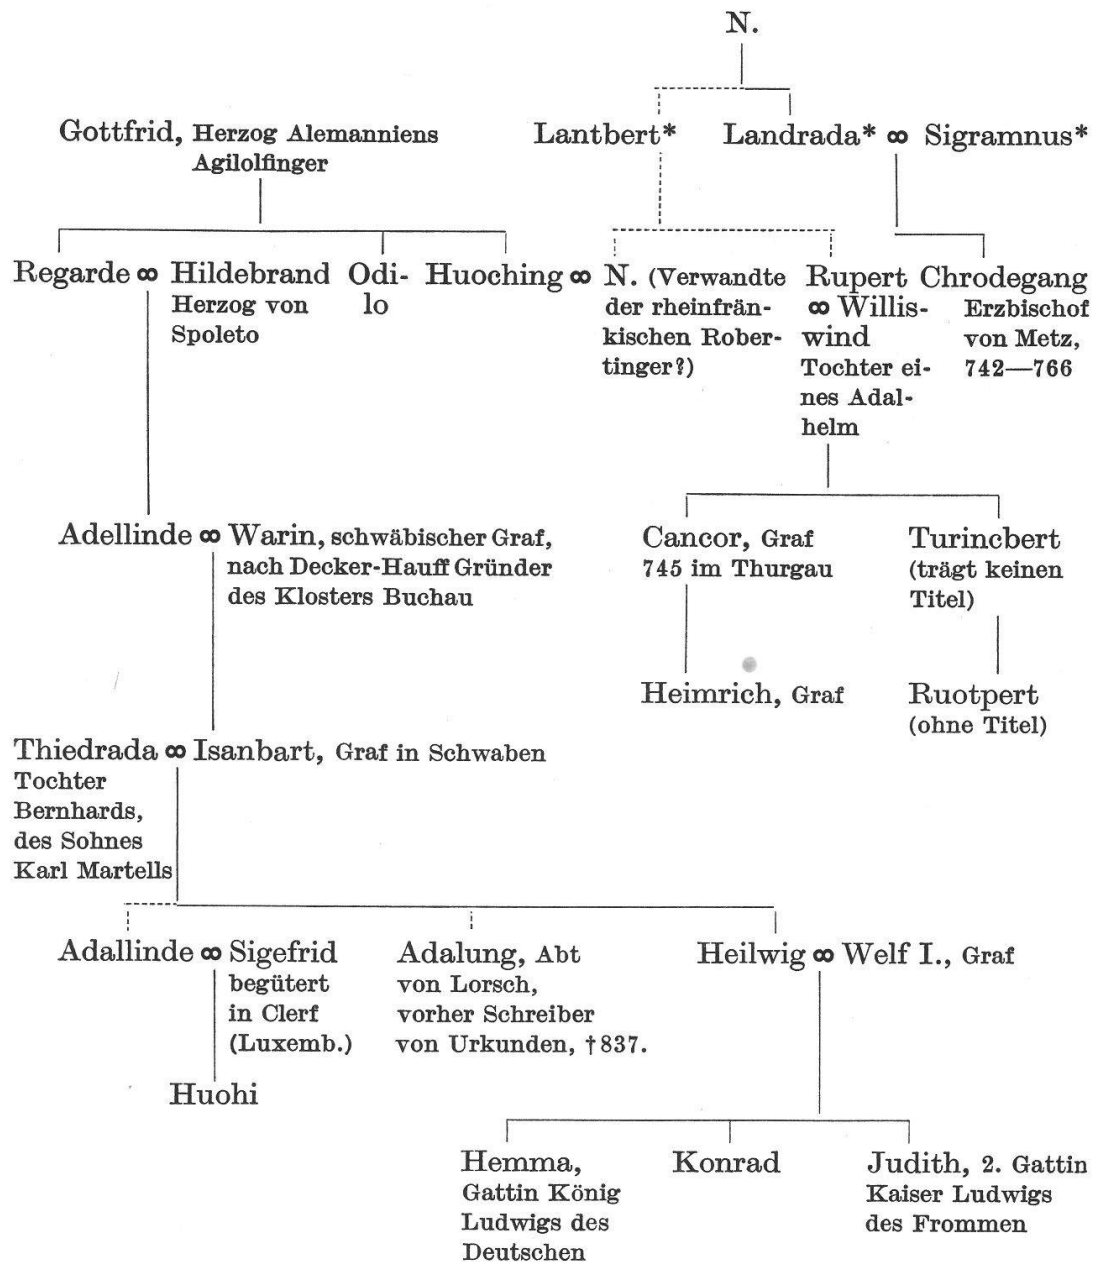 N.
Gottfrid, Herzog Alemanniens
Agilolfinger
Lantbert*
Landrada* ∞ Sigramnus*
Regarde ∞ Hildebrand
Herzog von
Spoleto
Odi-
lo
Huoching ∞ N. (Verwandte
der rheinfrän-
kischen Rober-
tinger?)
Rupert
∞ Willis-
wind
Tochter ei-
nes Adal-
helm
Chrodegang
Erzbischof
von Metz,
742—766
Adellinde ∞ Warin, schwäbischer Graf,
nach Decker-Hauff Gründer
des Klosters Buchau
Cancor, Graf
745 im Thurgau
Turincbert
(trägt keinen
Titel)
Heimrich, Graf
Ruotpert
(ohne Titel)
Thiedrada ∞ Isanbart, Graf in Schwaben
Tochter
Bernhards,
des Sohnes
Karl Martells
Adallinde ∞ Sigefrid
begütert
in Clerf
(Luxemb.)
Adalung, Abt
von Lorsch,
vorher Schreiber
von Urkunden, †837.
Heilwig ∞ Welf I., Graf
Huohi
Hemma,
Gattin König
Ludwigs des
Deutschen
Konrad
Judith, 2. Gattin
Kaiser Ludwigs
des Frommen